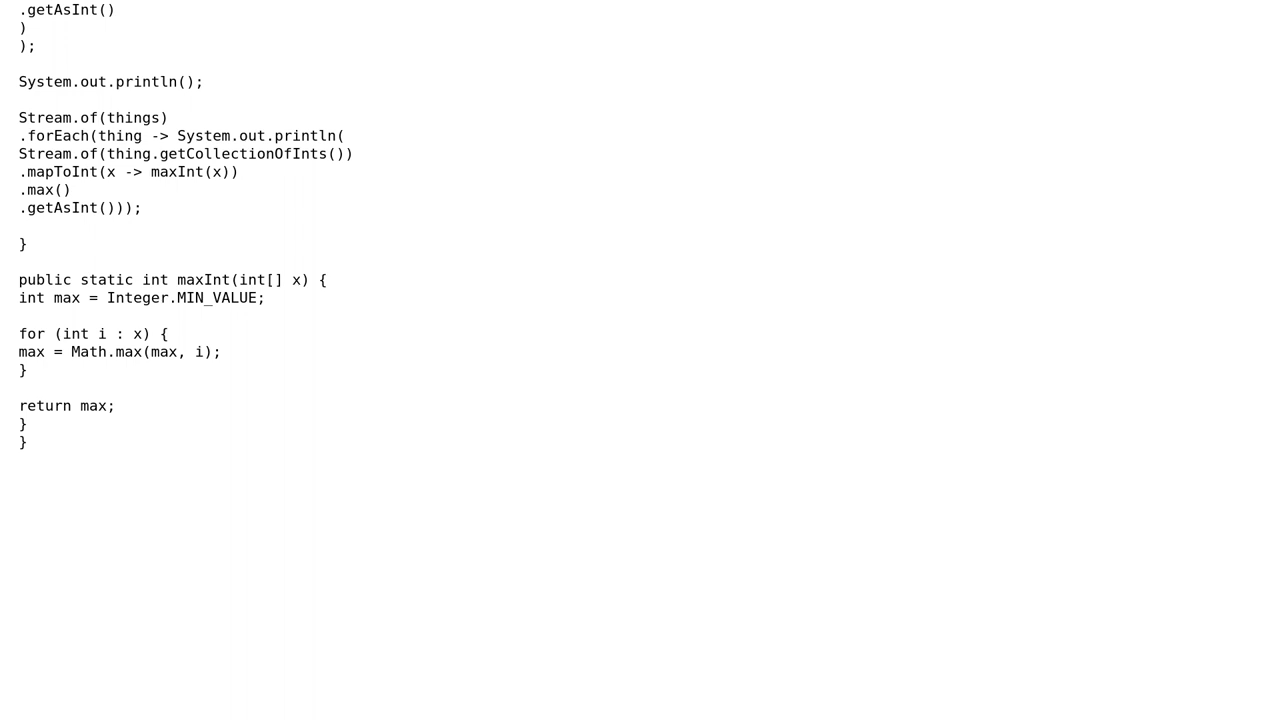 .getAsInt()
)
);
System.out.println();
Stream.of(things)
.forEach(thing -> System.out.println(
Stream.of(thing.getCollectionOfInts())
.mapToInt(x -> maxInt(x))
.max()
.getAsInt()));
}
public static int maxInt(int[] x) {
int max = Integer.MIN_VALUE;
for (int i : x) {
max = Math.max(max, i);
}
return max;
}
}